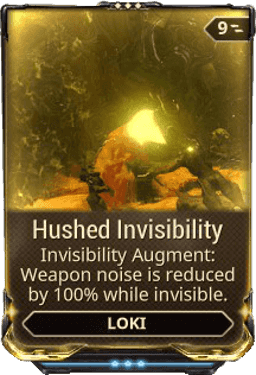 9
Hushed Invisibility
Invisibility Augment:
Weapon noise is reduced
by 100% while invisible.
LOKI